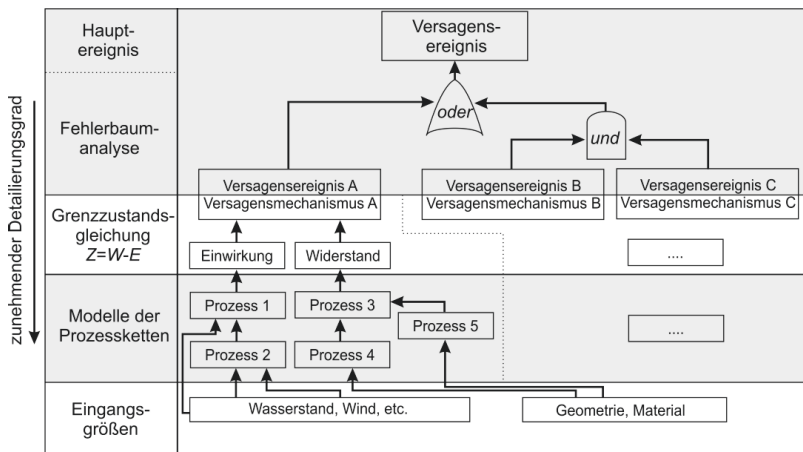 Haupt-
ereignis
Versagens-
ereignis
zunehmender Detailierungsgrad
Fehlerbaum-
analyse
oder
und
Versagensereignis A
Versagensmechanismus A
Versagensereignis B
Versagensmechanismus B
Versagensereignis C
Versagensmechanismus C
Grenzzustands-
gleichung
Z=W-E
Einwirkung
Widerstand
....
Modelle der
Prozessketten
Prozess 1
Prozess 3
Prozess 5
....
Prozess 2
Prozess 4
Eingangs-
größen
Wasserstand, Wind, etc.
Geometrie, Material